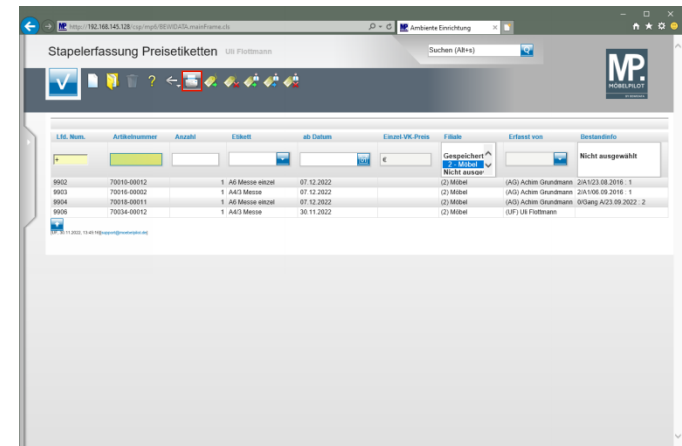 http://192.168.145.128/csp/mp8/BEWIDATA.mainFrame.cls
Ambiente Einrichtung
Stapelerfassung Preisetiketten Uli Flottmann
Suchen (Alt+s)
MP.
MÖBELPILOT
Lfd. Num. Artikelnummer Anzahl Etikett ab Datum Einzel-VK-Preis Filiale Erfasst von Bestandinfo
+ € Gespeichert
2 - Möbel
Nicht ausgewählt
9902 70010-00012 1 A6 Messe einzel 07.12.2022 (2) Möbel (AG) Achim Grundmann 2/A1/23.08.2016 : 1
9903 70016-00002 1 A4/3 Messe 07.12.2022 (2) Möbel (AG) Achim Grundmann 2/A1/06.09.2016 : 1
9904 70018-00011 1 A6 Messe einzel 07.12.2022 (2) Möbel (AG) Achim Grundmann 0/Gang A/23.09.2022 : 2
9906 70034-00012 1 A4/3 Messe 30.11.2022 (2) Möbel (UF) Uli Flottmann